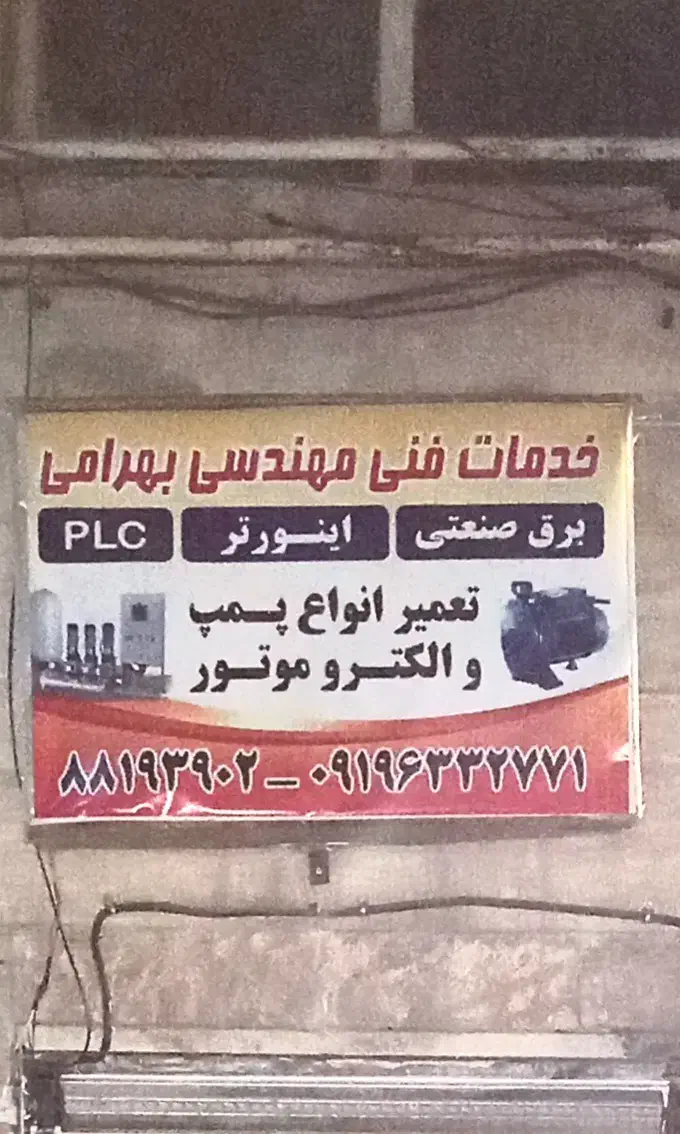 خدمات فنی مهندسی بهرامی
برق صنعتی اینورتر PLC
تعمیر انواع پمپ
و الکترو موتور
۸۸۱۹۳۹۰۲ - ۰۹۱۹۶۳۳۲۷۷۱